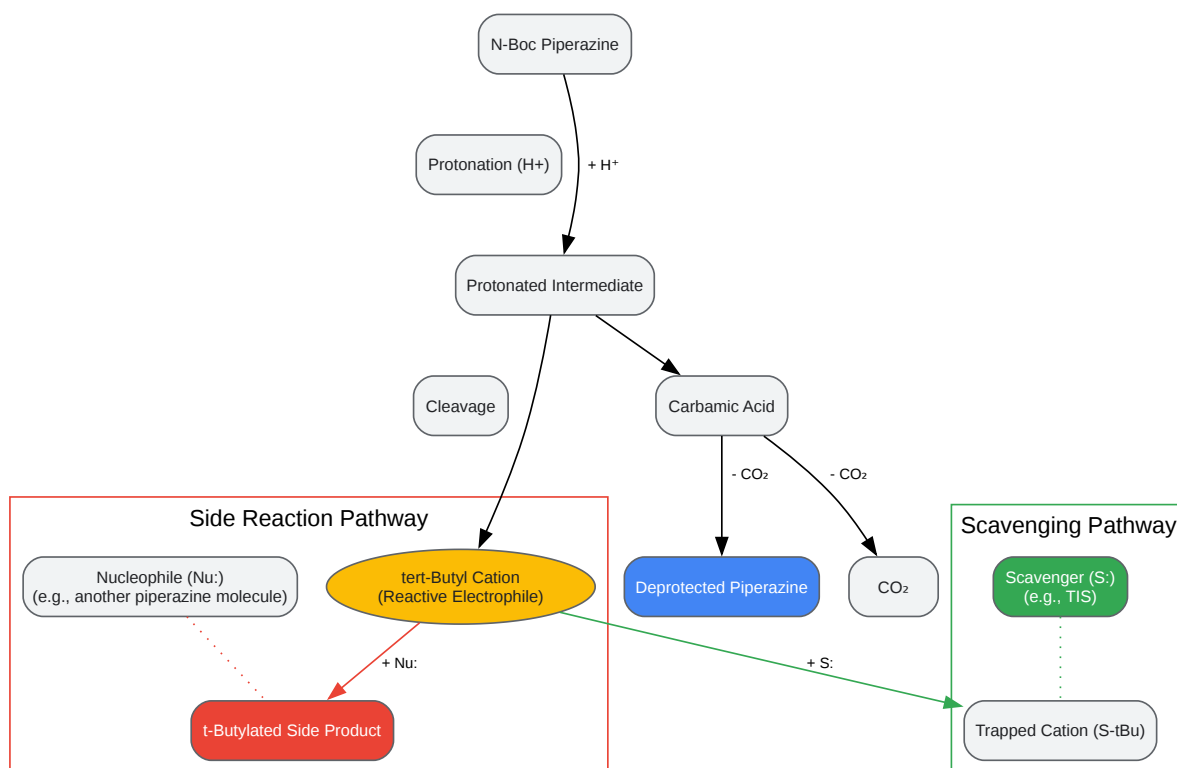 N-Boc Piperazine
Protonation (H+)
+ H⁺
Protonated Intermediate
Cleavage
Carbamic Acid
- CO₂
- CO₂
Side Reaction Pathway
Scavenging Pathway
Nucleophile (Nu:)
(e.g., another piperazine molecule)
tert-Butyl Cation
(Reactive Electrophile)
Deprotected Piperazine
CO₂
Scavenger (S:)
(e.g., TIS)
+ Nu:
+ S:
t-Butylated Side Product
Trapped Cation (S-tBu)